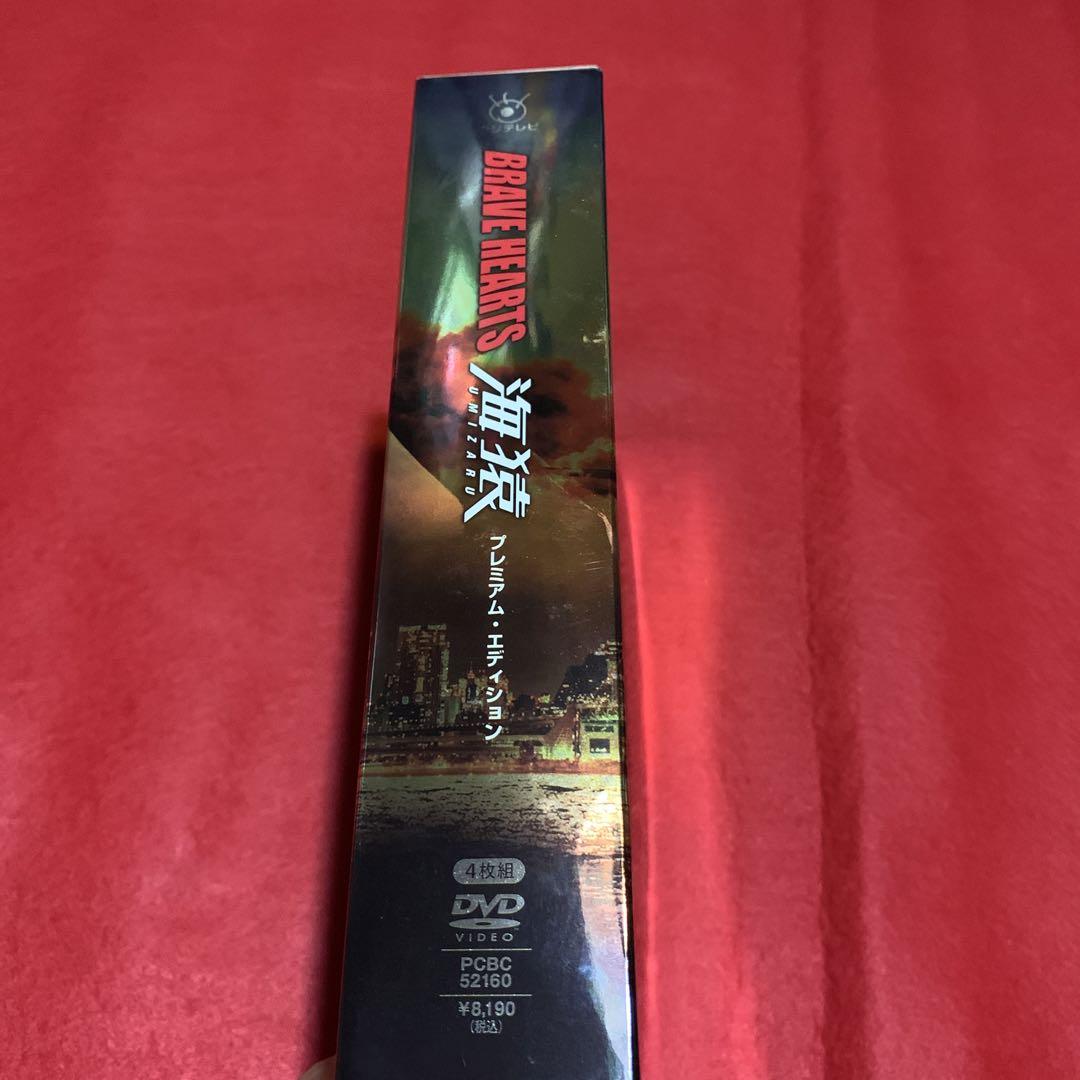 フジテレビ
BRAVE HEARTS
海猿
UMIZARU
プレミアム・エディション
4枚組
DVD
VIDEO™
PCBC
52160
¥8,190
(税込)